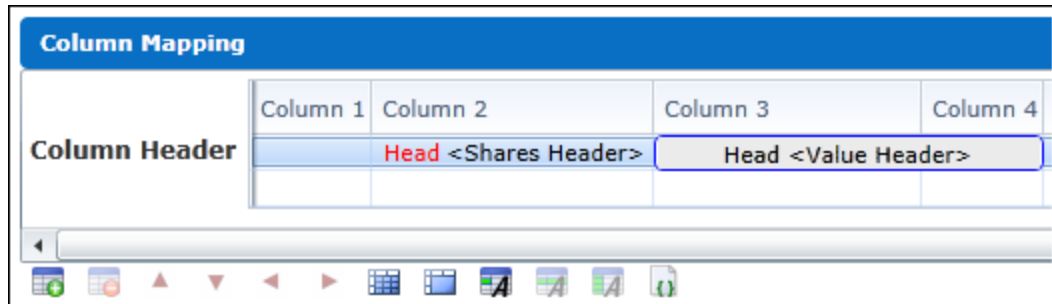 Column Mapping
Column 1 Column 2 Column 3 Column 4
Column Header
Head <Shares Header> Head <Value Header>